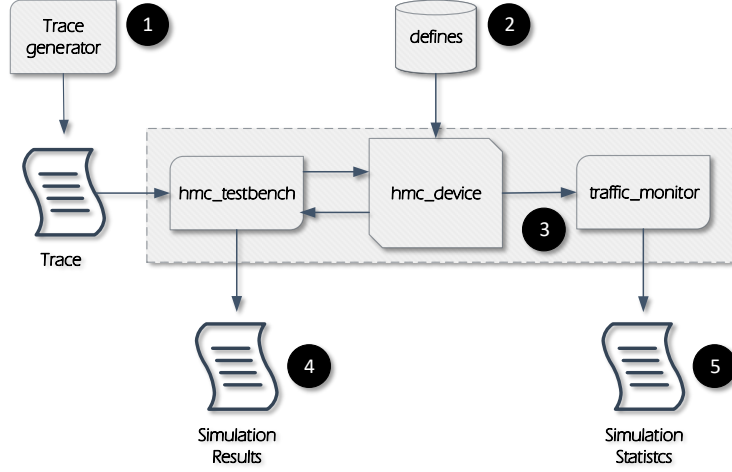 Trace
generator
1
defines
2
hmc_testbench
hmc_device
traffic_monitor
3
Trace
4
5
Simulation
Results
Simulation
Statistcs